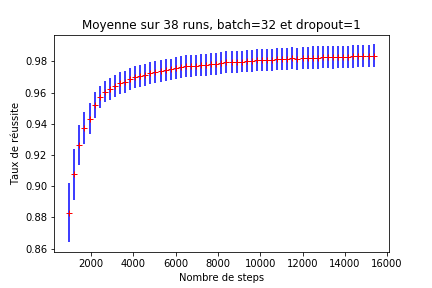 Moyenne sur 38 runs, batch=32 et dropout=1
0.98
0.96
0.94
0.92
0.90
0.88
0.86
Taux de réussite
2000 4000 6000 8000 10000 12000 14000 16000
Nombre de steps